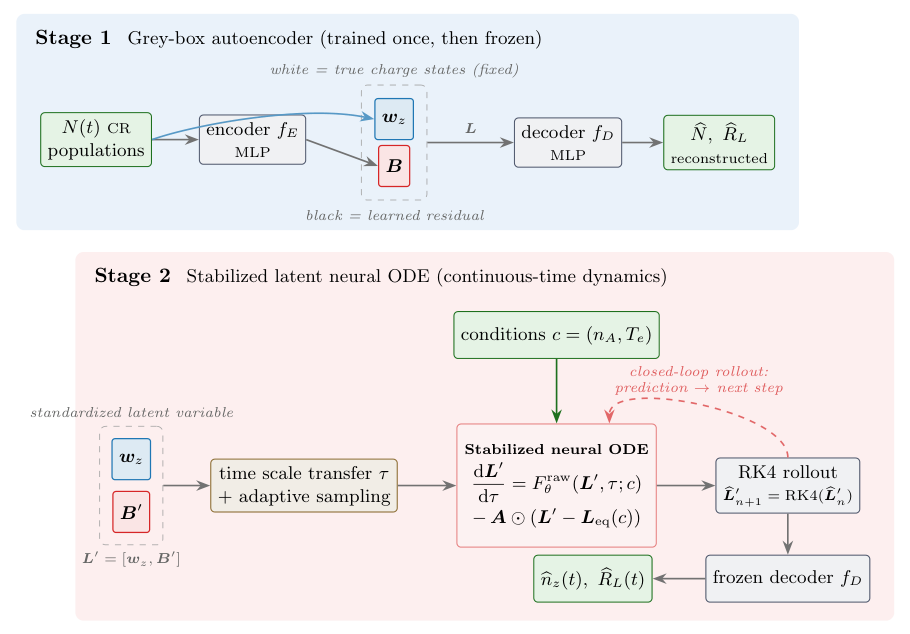 Stage 1 Grey-box autoencoder (trained once, then frozen)
white = true charge states (fixed)
N(t) CR
populations
encoder f_E
MLP
w_z
B
L
decoder f_D
MLP
N̂, R̂_L
reconstructed
black = learned residual
Stage 2 Stabilized latent neural ODE (continuous-time dynamics)
conditions c = (n_A, T_e)
closed-loop rollout:
prediction → next step
standardized latent variable
w_z
B′
L′ = [w_z, B′]
time scale transfer τ
+ adaptive sampling
Stabilized neural ODE
dL′/dτ = F_θ^raw(L′, τ; c)
− A ⊙ (L′ − L_eq(c))
RK4 rollout
L̂′_{n+1} = RK4(L̂′_n)
n̂_z(t), R̂_L(t)
frozen decoder f_D